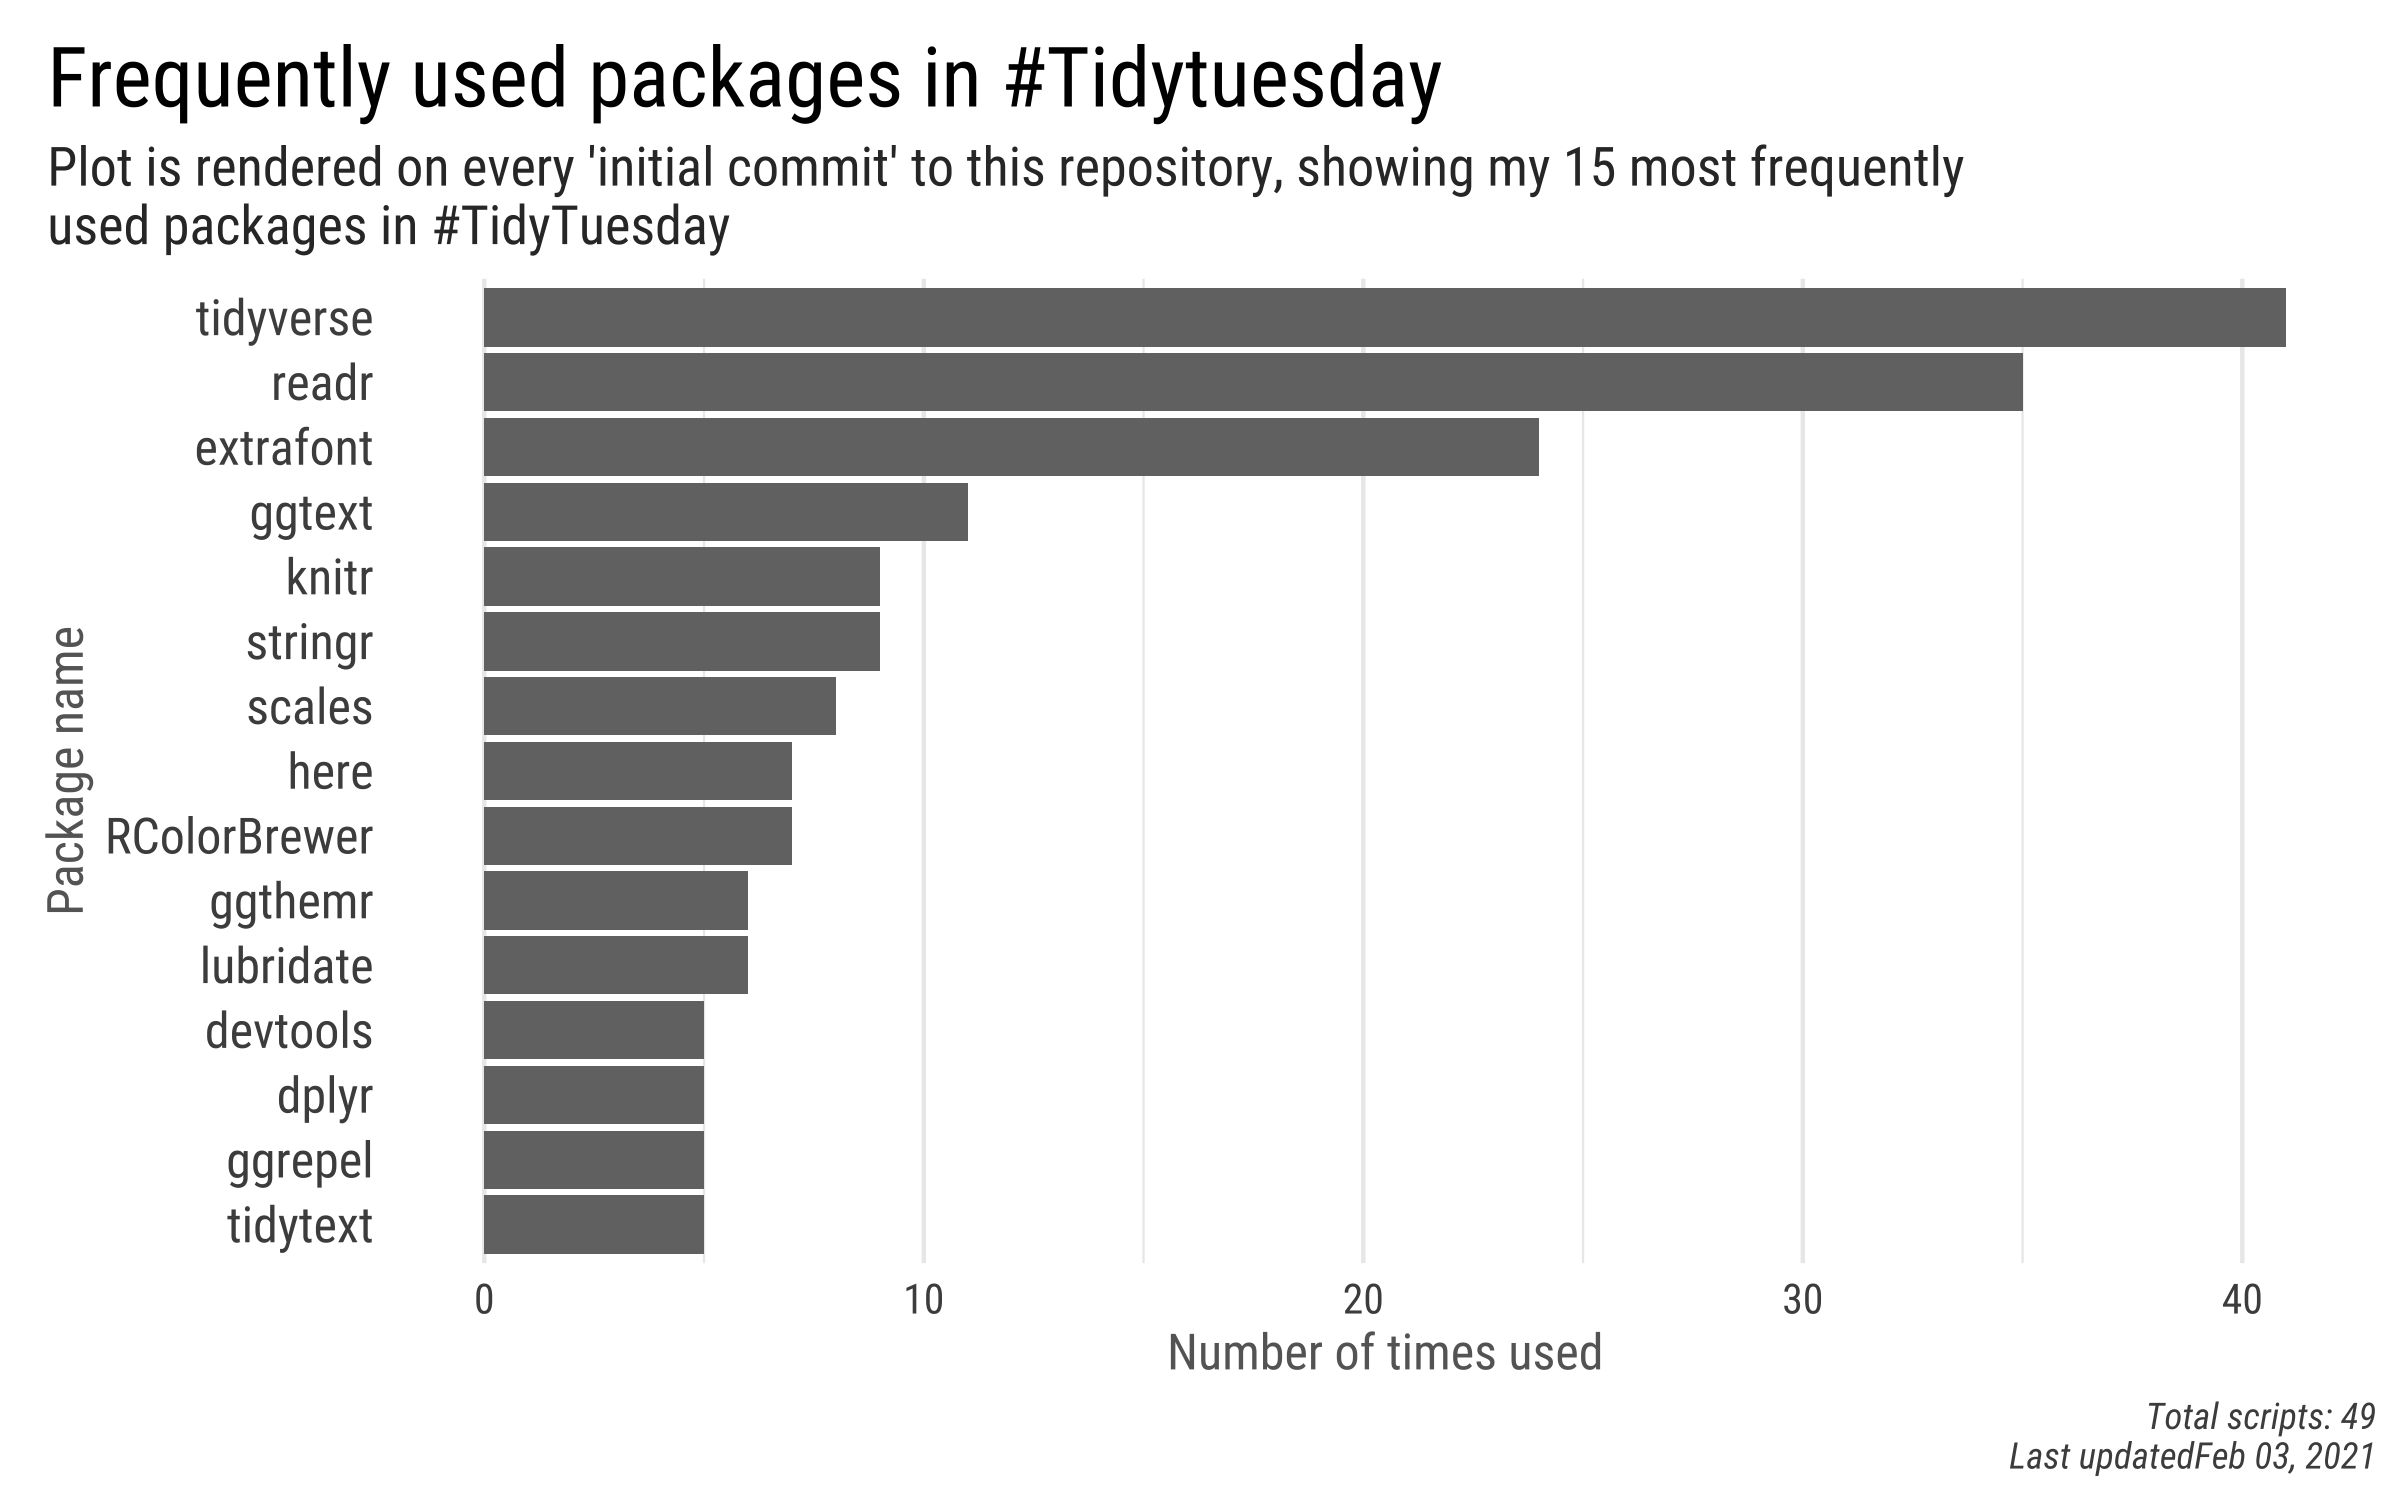 Frequently used packages in #Tidytuesday
Plot is rendered on every 'initial commit' to this repository, showing my 15 most frequently
used packages in #TidyTuesday
Package name
tidyverse
readr
extrafont
ggtext
knitr
stringr
scales
here
RColorBrewer
ggthemr
lubridate
devtools
dplyr
ggrepel
tidytext
0 10 20 30 40
Number of times used
Total scripts: 49
Last updatedFeb 03, 2021